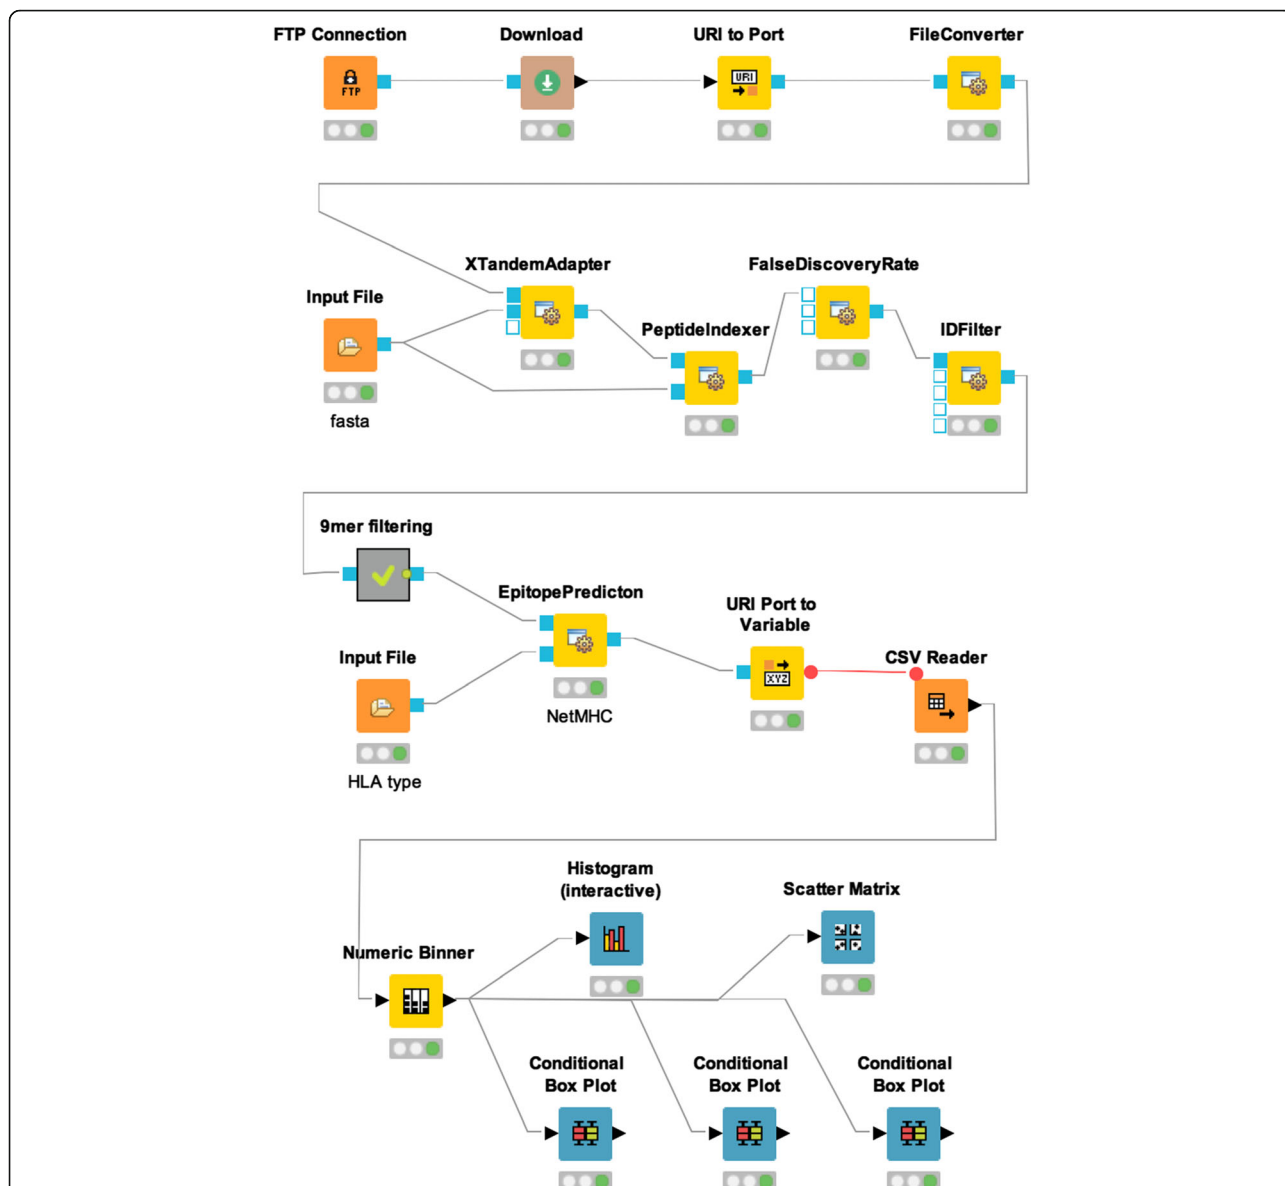 FTP Connection
Download
URI to Port
FileConverter
FTP
URI
XTandemAdapter
FalseDiscoveryRate
Input File
PeptideIndexer
IDFilter
fasta
9mer filtering
EpitopePredicton
URI Port to
Variable
Input File
CSV Reader
XYZ
NetMHC
HLA type
Histogram
(interactive)
Scatter Matrix
Numeric Binner
Conditional
Box Plot
Conditional
Box Plot
Conditional
Box Plot